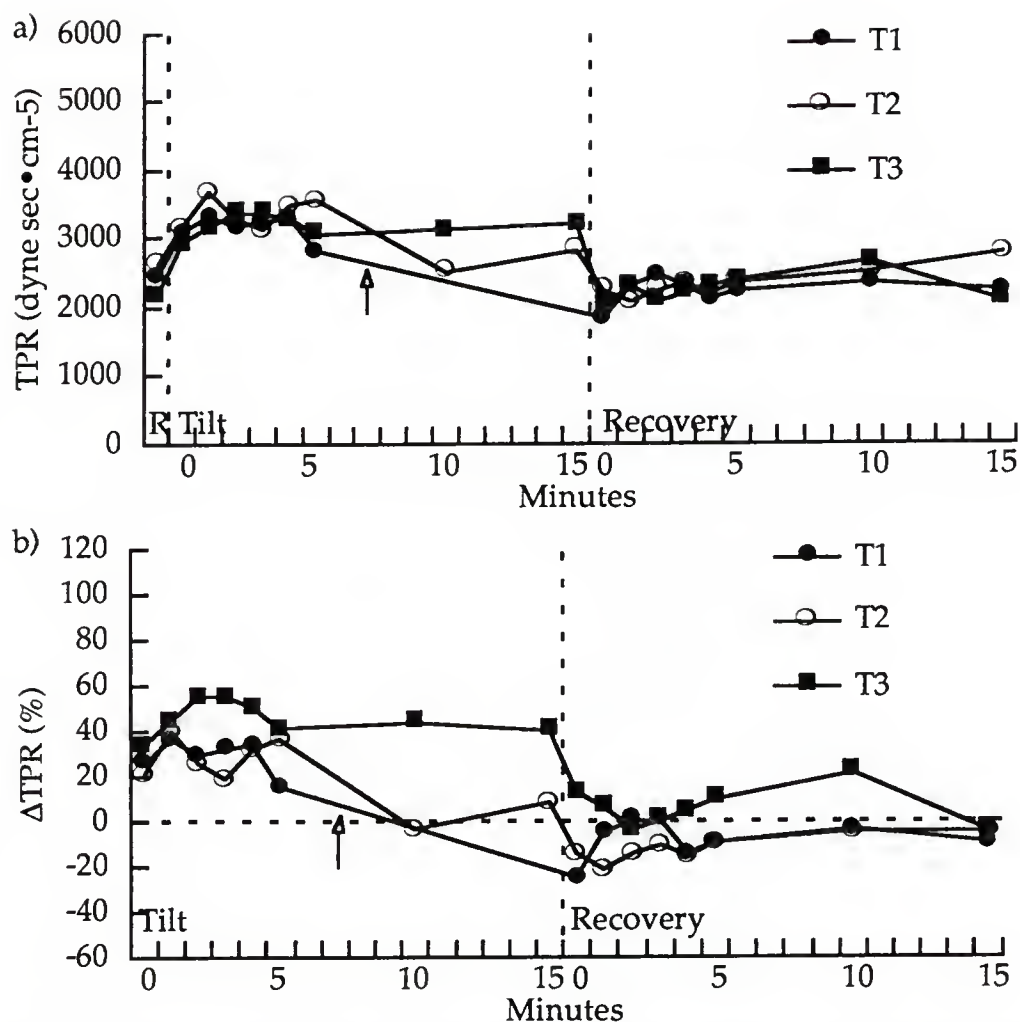 a)
6000
5000
4000
3000
2000
1000
0
TPR (dyne sec•cm-5)
T1
T2
T3
R Tilt
Recovery
0 5 10 15 0 5 10 15
Minutes
b)
120
100
80
60
40
20
0
-20
-40
-60
ΔTPR (%)
T1
T2
T3
Tilt
Recovery
0 5 10 15 0 5 10 15
Minutes